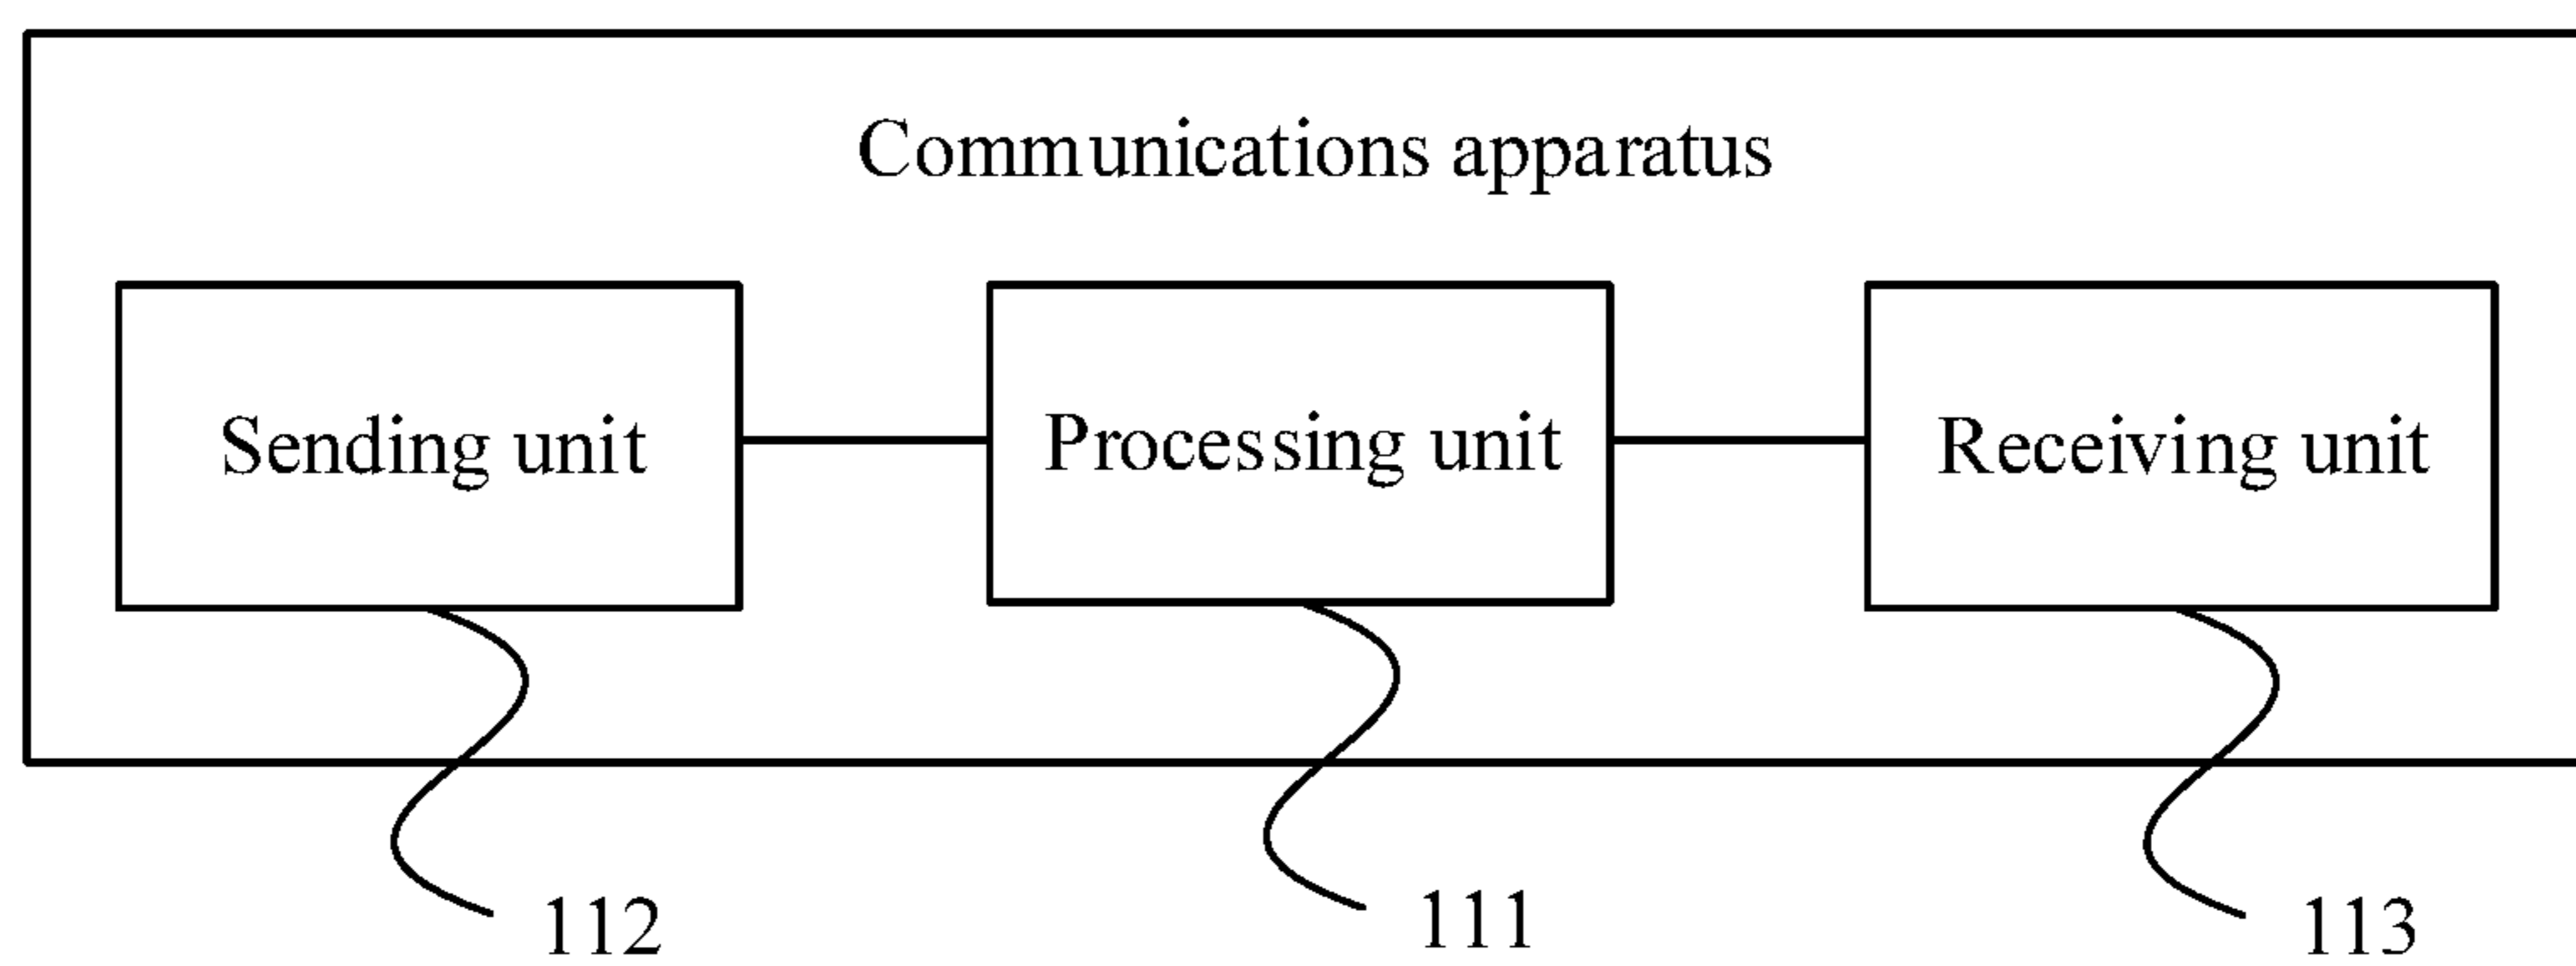 Communications apparatus
Sending unit Processing unit Receiving unit
112 111 113